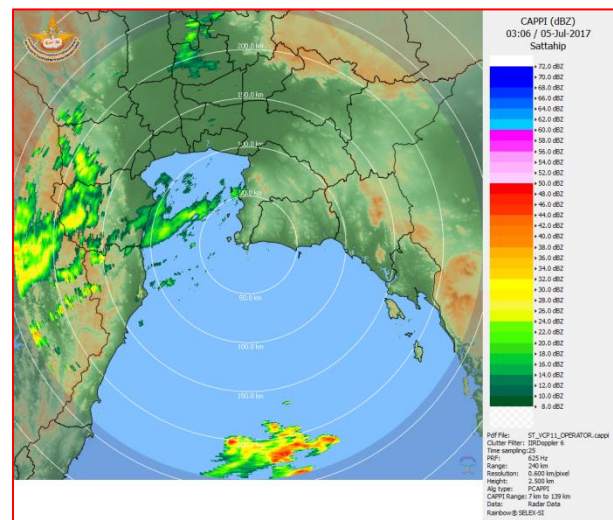 CAPPI (dBZ)
03:06 / 05-Jul-2017
Sattahip
72.0 dBZ
70.0 dBZ
68.0 dBZ
66.0 dBZ
64.0 dBZ
62.0 dBZ
60.0 dBZ
58.0 dBZ
56.0 dBZ
54.0 dBZ
52.0 dBZ
50.0 dBZ
48.0 dBZ
46.0 dBZ
44.0 dBZ
42.0 dBZ
40.0 dBZ
38.0 dBZ
36.0 dBZ
34.0 dBZ
32.0 dBZ
30.0 dBZ
28.0 dBZ
26.0 dBZ
24.0 dBZ
22.0 dBZ
20.0 dBZ
18.0 dBZ
16.0 dBZ
14.0 dBZ
12.0 dBZ
10.0 dBZ
8.0 dBZ
Pdf File: ST_VCP11_OPERATOR.cappi
Clutter Filter: IIRDoppler 6
Time sampling:25
PRF: 625 Hz
Range: 240 km
Resolution: 0.600 km/pixel
Height: 2.500 km
Alg type: PCAPPI
CAPPI Range: 7 km to 139 km
Data: Radar Data
Rainbow® SELEX-SI
200.0 km
150.0 km
50.0 km
100.0 km
150.0 km